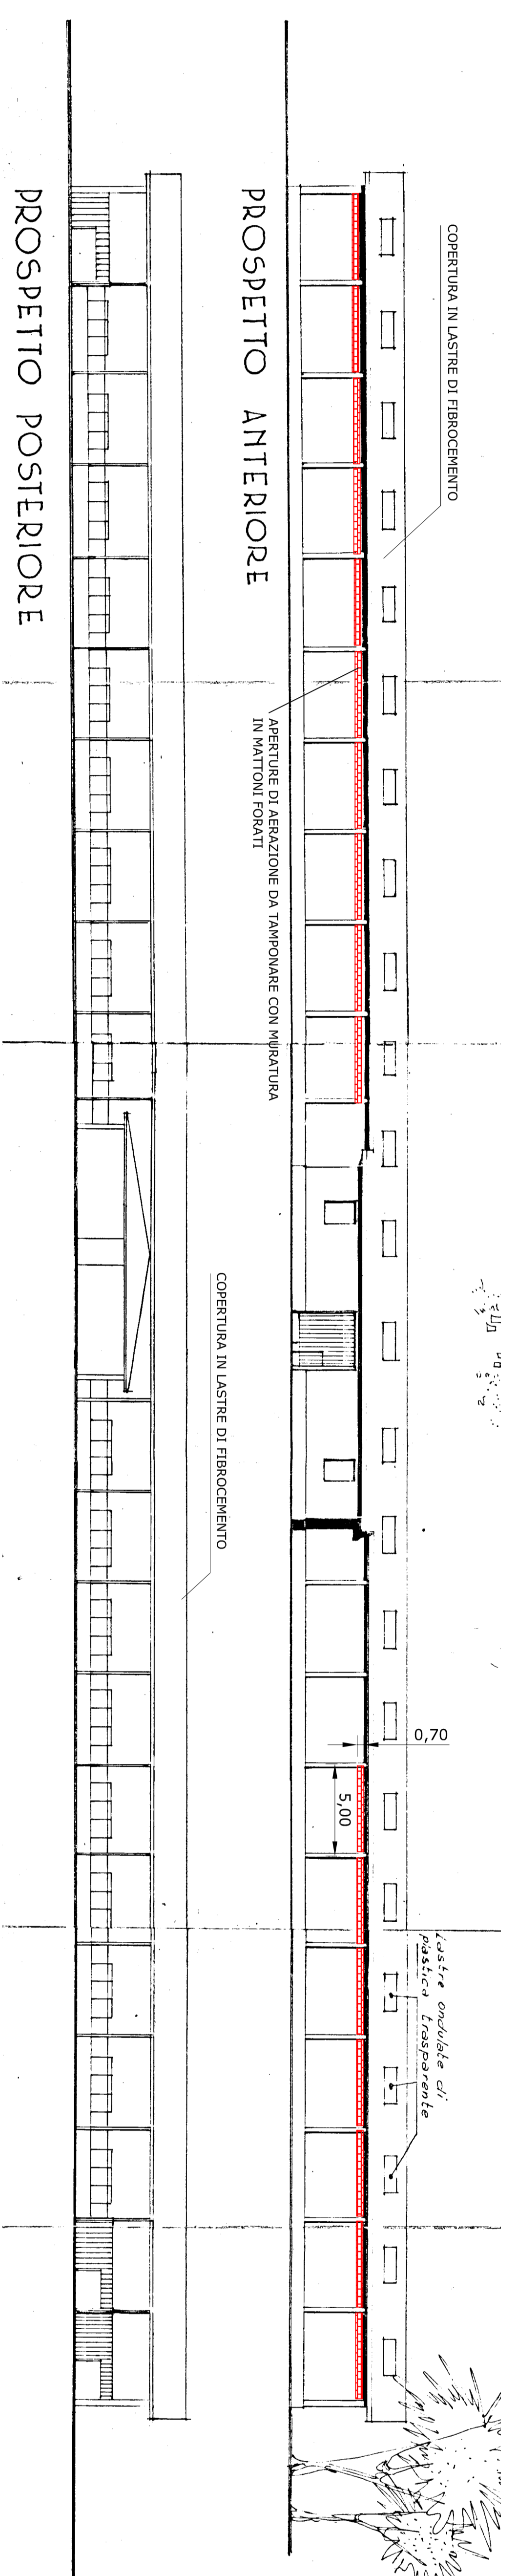 COPERTURA IN LASTRE DI FIBROCEMENTO
lastre ondulate di
plastica trasparente
0,70
5,00
APERTURE DI AERAZIONE DA TAMPONARE CON MURATURA
IN MATTONI FORATI
PROSPETTO ANTERIORE
COPERTURA IN LASTRE DI FIBROCEMENTO
PROSPETTO POSTERIORE